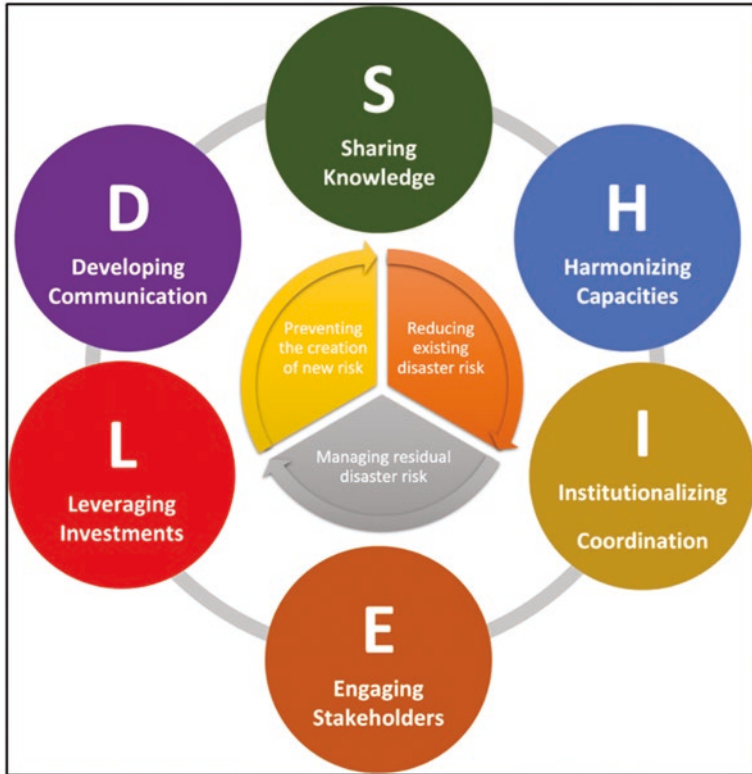 S
Sharing
Knowledge
H
Harmonizing
Capacities
I
Institutionalizing
Coordination
E
Engaging
Stakeholders
L
Leveraging
Investments
D
Developing
Communication
Preventing
the creation
of new risk
Reducing
existing
disaster risk
Managing residual
disaster risk